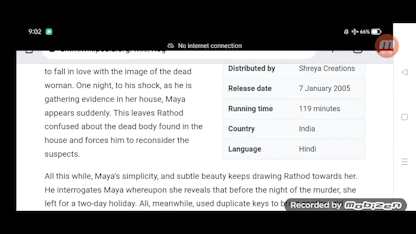 9:02
66%
No internet connection
to fall in love with the image of the dead
woman. One night, to his shock, as he is
gathering evidence in her house, Maya
appears suddenly. This leaves Rathod
confused about the dead body found in the
house and forces him to reconsider the
suspects.
Distributed by Shreya Creations
Release date 7 January 2005
Running time 119 minutes
Country India
Language Hindi
All this while, Maya's simplicity, and subtle beauty keeps drawing Rathod towards her.
He interrogates Maya whereupon she reveals that before the night of the murder, she
left for a two-day holiday. Ali, meanwhile, used duplicate keys to
Recorded by mobizen